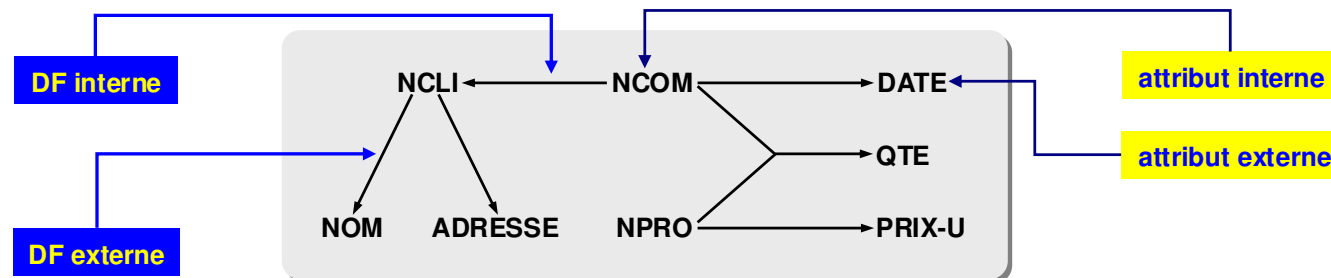 DF interne
NCLI
NCOM
DATE
attribut interne
QTE
attribut externe
DF externe
NOM
ADRESSE
NPRO
PRIX-U